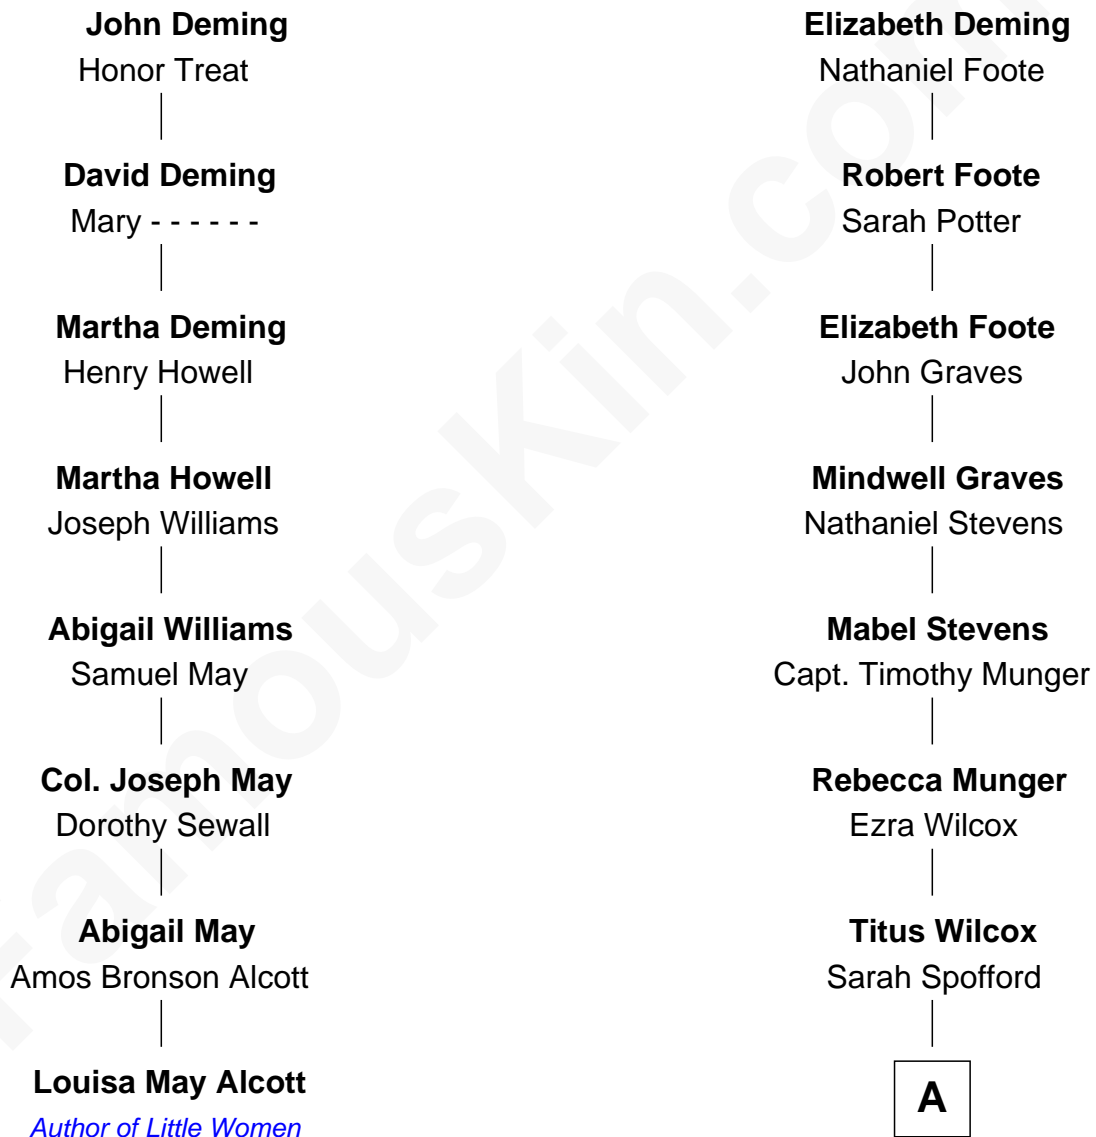 John Deming
Honor Treat
David Deming
Mary - - - - - -
Martha Deming
Henry Howell
Martha Howell
Joseph Williams
Abigail Williams
Samuel May
Col. Joseph May
Dorothy Sewall
Abigail May
Amos Bronson Alcott
Louisa May Alcott
Author of Little Women
Elizabeth Deming
Nathaniel Foote
Robert Foote
Sarah Potter
Elizabeth Foote
John Graves
Mindwell Graves
Nathaniel Stevens
Mabel Stevens
Capt. Timothy Munger
Rebecca Munger
Ezra Wilcox
Titus Wilcox
Sarah Spofford
A
FamousKin.com